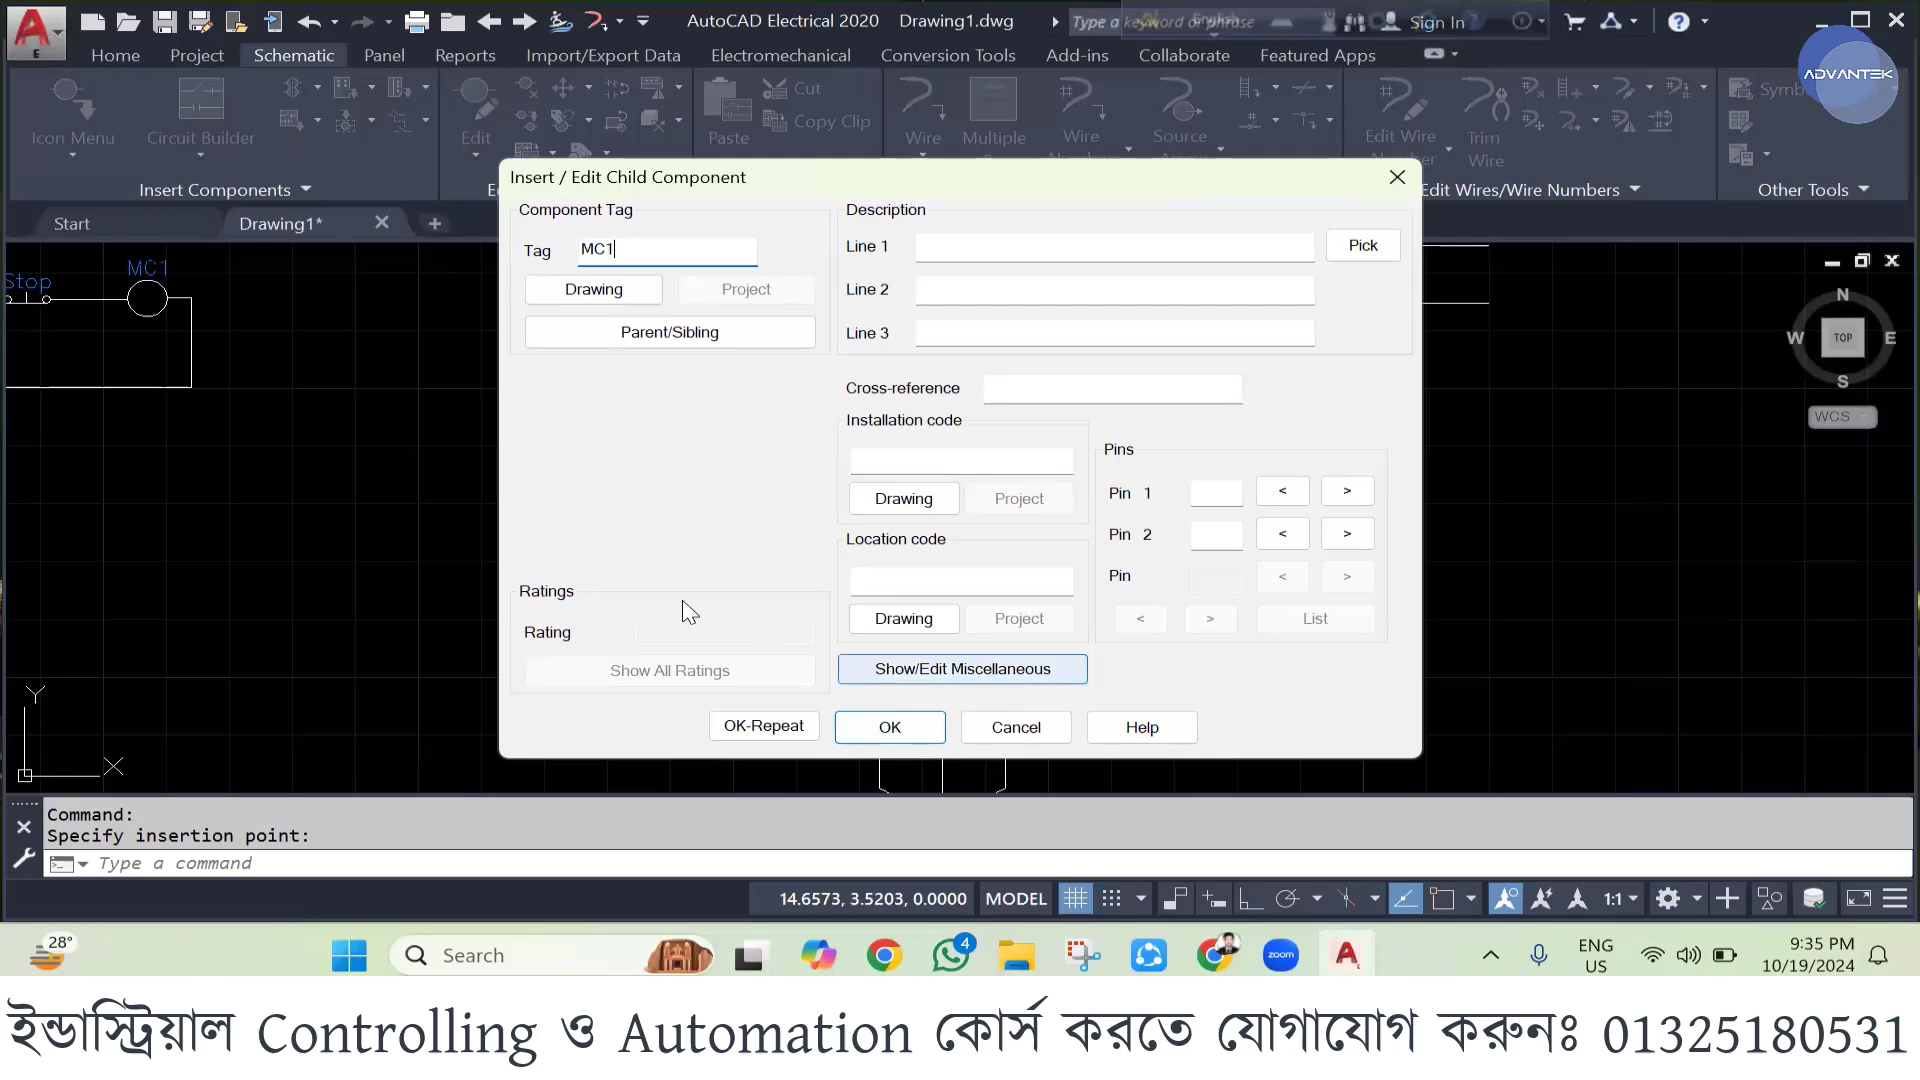 AutoCAD Electrical 2020 Drawing1.dwg
Type a keyword or phrase
Sign In
Home Project Schematic Panel Reports Import/Export Data Electromechanical Conversion Tools Add-ins Collaborate Featured Apps
ADVANTEK
Cut
Copy Clip
Icon Menu Circuit Builder Edit Paste Wire Multiple Wire Source Edit Wire Trim
Wire
Insert Components Edit Wires/Wire Numbers Other Tools
Start Drawing1*
Insert / Edit Child Component
Component Tag
Tag MC1
Drawing Project
Parent/Sibling
Description
Line 1 Pick
Line 2
Line 3
Cross-reference
Installation code
Drawing Project
Location code
Drawing Project
Pins
Pin 1 < >
Pin 2 < >
Pin < >
< > List
Ratings
Rating
Show All Ratings
Show/Edit Miscellaneous
OK-Repeat OK Cancel Help
Stop MC1
N
W TOP E
S
WCS
Y
X
Command:
Specify insertion point:
Type a command
14.6573, 3.5203, 0.0000 MODEL 1:1
28°
Search
4
zoom
ENG
US
9:35 PM
10/19/2024
ইন্ডাস্ট্রিয়াল Controlling ও Automation কোর্স করতে যোগাযোগ করুনঃ 01325180531